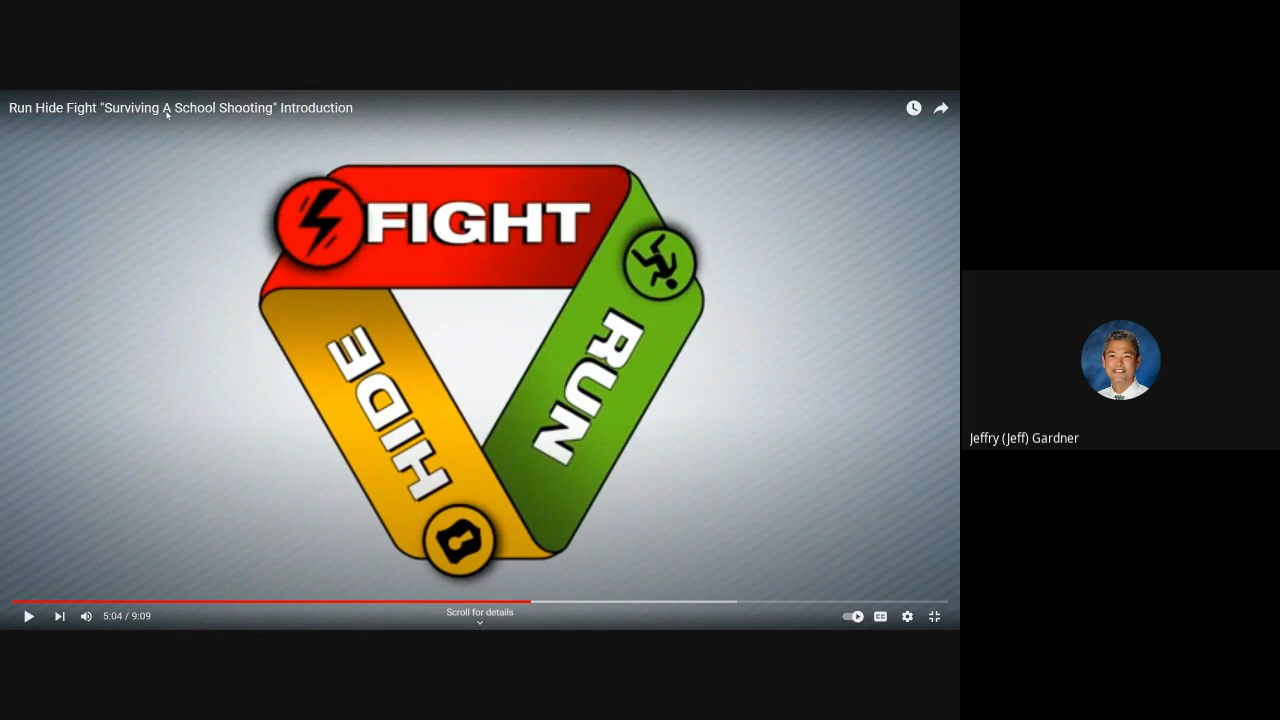 Run Hide Fight "Surviving A School Shooting" Introduction
FIGHT
RUN
HIDE
Jeffry (Jeff) Gardner
5:04 / 9:09
Scroll for details
CC